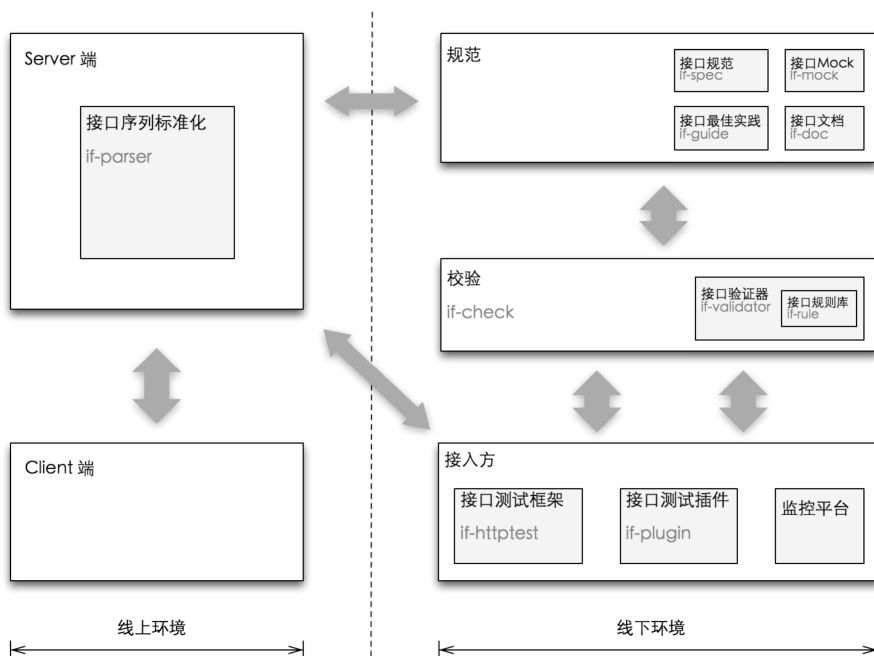 Server 端
接口序列标准化
if-parser
规范
接口规范
if-spec
接口Mock
if-mock
接口最佳实践
if-guide
接口文档
if-doc
校验
if-check
接口验证器
if-validator
接口规则库
if-rule
Client 端
接入方
接口测试框架
if-httptest
接口测试插件
if-plugin
监控平台
线上环境
线下环境